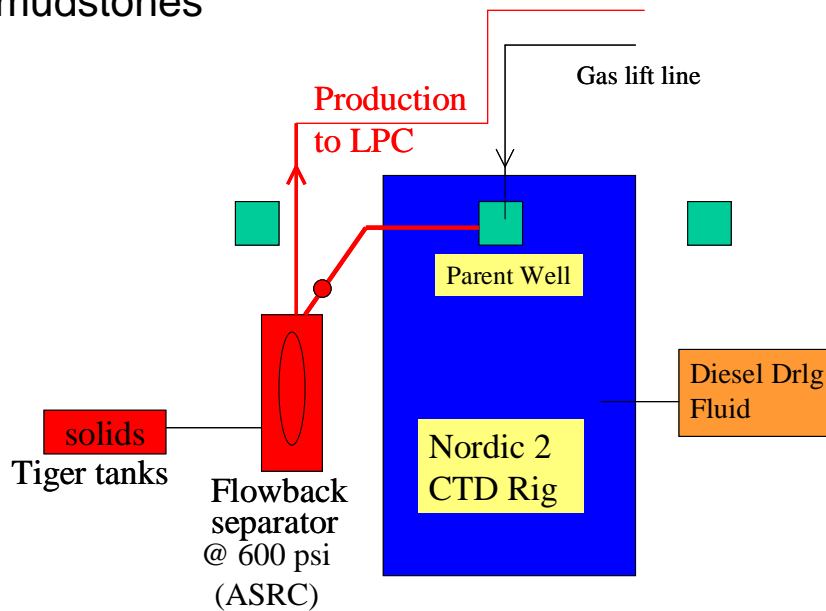 mudstones
Gas lift line
Production
to LPC
Parent Well
Diesel Drlg
Fluid
solids
Tiger tanks
Nordic 2
CTD Rig
Flowback
separator
@ 600 psi
(ASRC)